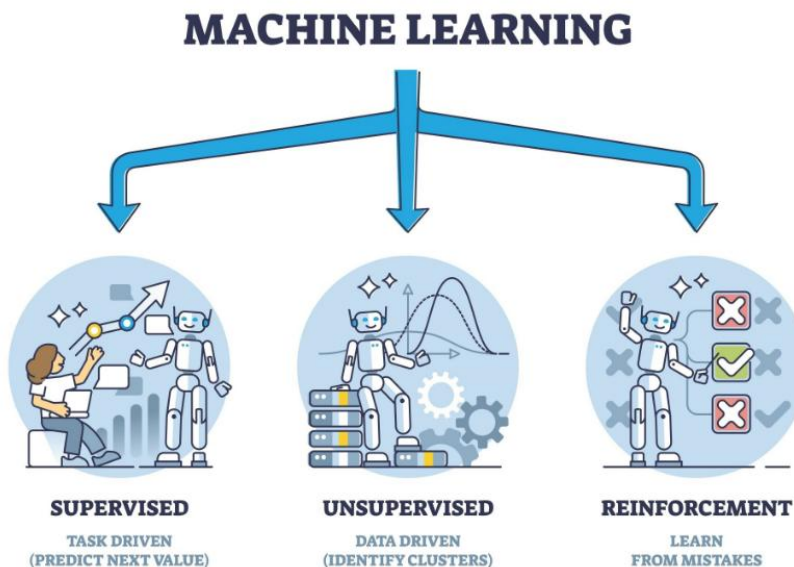 MACHINE LEARNING
SUPERVISED
TASK DRIVEN
(PREDICT NEXT VALUE)
UNSUPERVISED
DATA DRIVEN
(IDENTIFY CLUSTERS)
REINFORCEMENT
LEARN
FROM MISTAKES